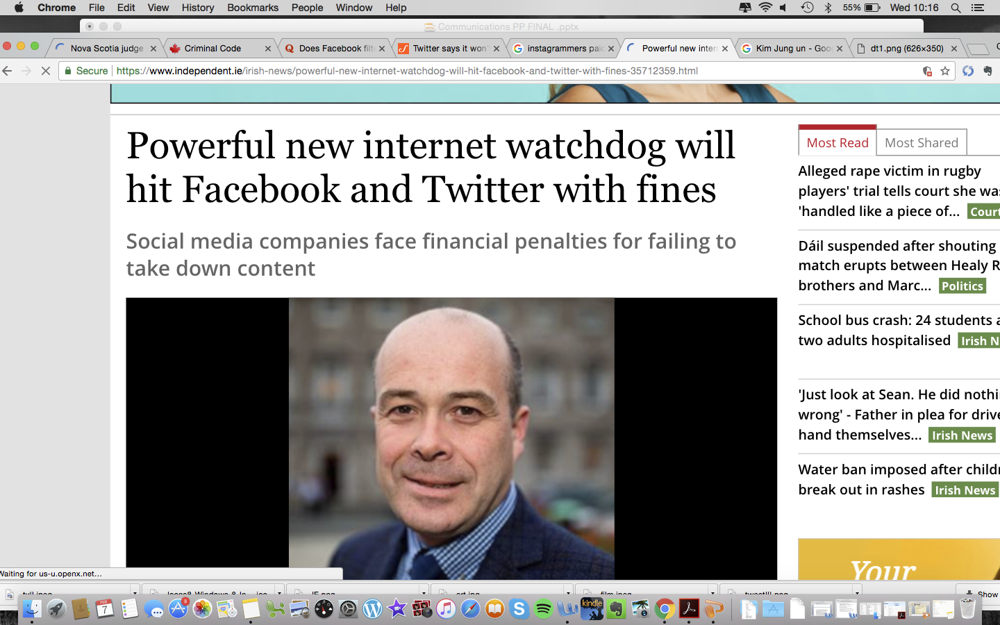 Chrome File Edit View History Bookmarks People Window Help 55% Wed 10:16
Communications PP FINAL .pptx
Nova Scotia judge Criminal Code Does Facebook filt Twitter says it won' instagrammers paid Powerful new inter Kim Jung un - Goo dt1.png (626×350)
Secure https://www.independent.ie/irish-news/powerful-new-internet-watchdog-will-hit-facebook-and-twitter-with-fines-35712359.html
Powerful new internet watchdog will
hit Facebook and Twitter with fines
Social media companies face financial penalties for failing to
take down content
Most Read Most Shared
Alleged rape victim in rugby
players' trial tells court she was
'handled like a piece of... Court
Dáil suspended after shouting
match erupts between Healy R
brothers and Marc... Politics
School bus crash: 24 students a
two adults hospitalised Irish N
'Just look at Sean. He did nothi
wrong' - Father in plea for drive
hand themselves... Irish News
Water ban imposed after childr
break out in rashes Irish News
Your
Waiting for us-u.openx.net...
Show
FEB
7
3
kindle